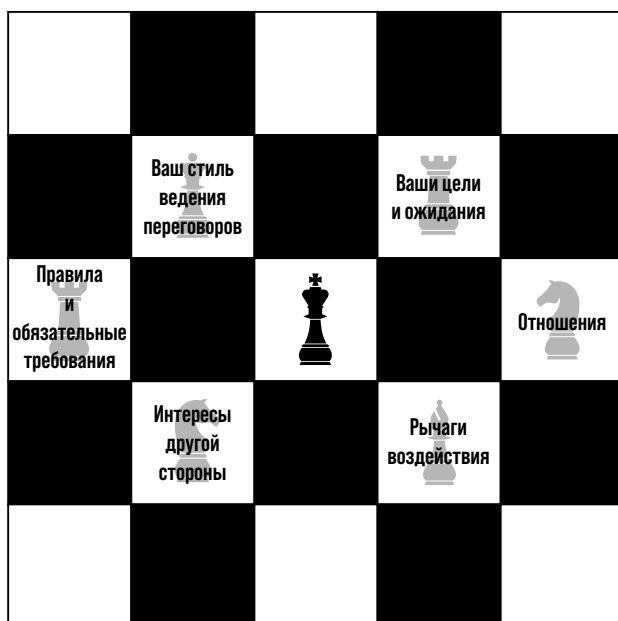 Ваш стиль
ведения
переговоров
Ваши цели
и ожидания
Правила
и
обязательные
требования
Отношения
Интересы
другой
стороны
Рычаги
воздействия